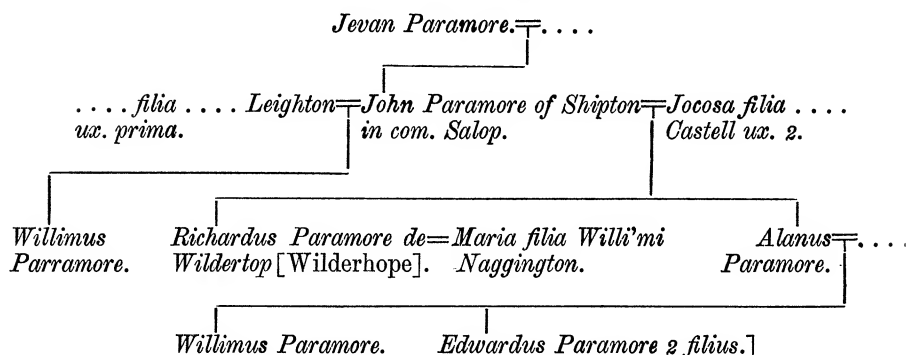 Jevan Paramore.=. . . .
. . . . filia . . . . Leighton=John Paramore of Shipton=Jocosa filia . . . .
ux. prima. in com. Salop. Castell ux. 2.
Willimus Richardus Paramore de=Maria filia Willi'mi Alanus=. . . .
Parramore. Wildertop [Wilderhope]. Naggington. Paramore.
Willimus Paramore. Edwardus Paramore 2 filius.]